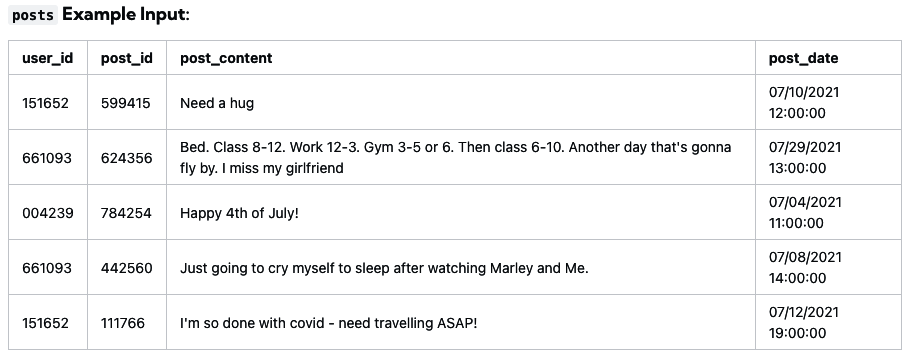 posts Example Input:
user_id post_id post_content post_date
151652 599415 Need a hug 07/10/2021
12:00:00
661093 624356 Bed. Class 8-12. Work 12-3. Gym 3-5 or 6. Then class 6-10. Another day that's gonna
fly by. I miss my girlfriend 07/29/2021
13:00:00
004239 784254 Happy 4th of July! 07/04/2021
11:00:00
661093 442560 Just going to cry myself to sleep after watching Marley and Me. 07/08/2021
14:00:00
151652 111766 I'm so done with covid - need travelling ASAP! 07/12/2021
19:00:00